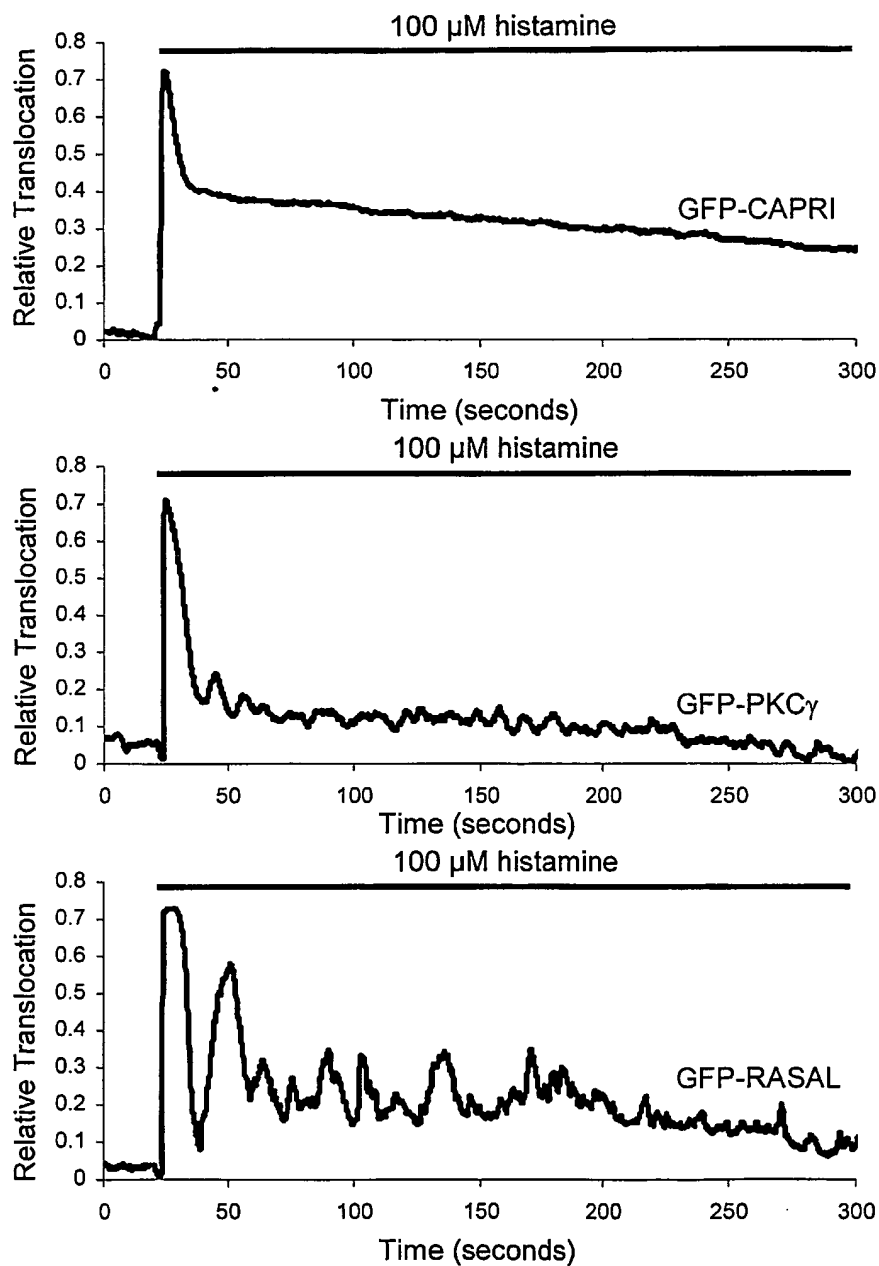 100 µM histamine
0.8
0.7
0.6
0.5
0.4
0.3
0.2
0.1
0
Relative Translocation
GFP-CAPRI
0 50 100 150 200 250 300
Time (seconds)
100 µM histamine
0.8
0.7
0.6
0.5
0.4
0.3
0.2
0.1
0
Relative Translocation
GFP-PKCγ
0 50 100 150 200 250 300
Time (seconds)
100 µM histamine
0.8
0.7
0.6
0.5
0.4
0.3
0.2
0.1
0
Relative Translocation
GFP-RASAL
0 50 100 150 200 250 300
Time (seconds)